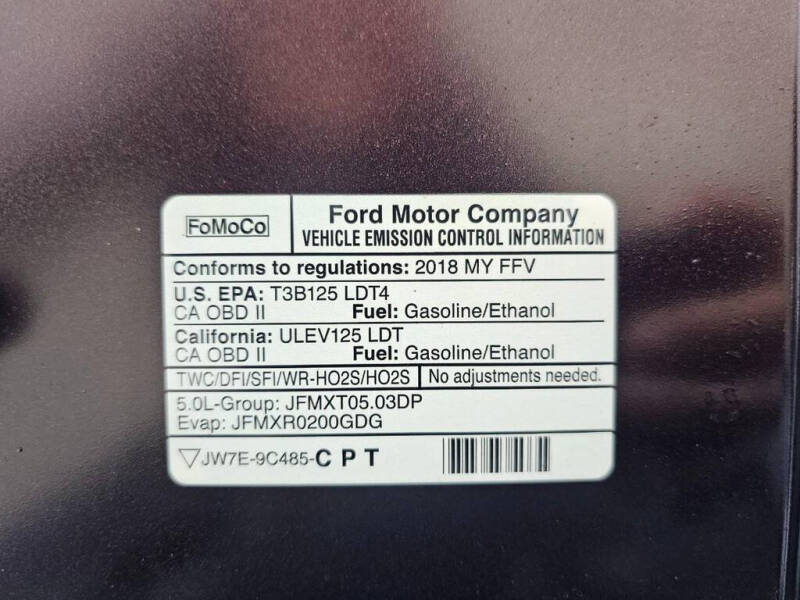 FoMoCo
Ford Motor Company
VEHICLE EMISSION CONTROL INFORMATION
Conforms to regulations: 2018 MY FFV
U.S. EPA: T3B125 LDT4
CA OBD II Fuel: Gasoline/Ethanol
California: ULEV125 LDT
CA OBD II Fuel: Gasoline/Ethanol
TWC/DFI/SFI/WR-HO2S/HO2S No adjustments needed.
5.0L-Group: JFMXT05.03DP
Evap: JFMXR0200GDG
JW7E-9C485-C P T